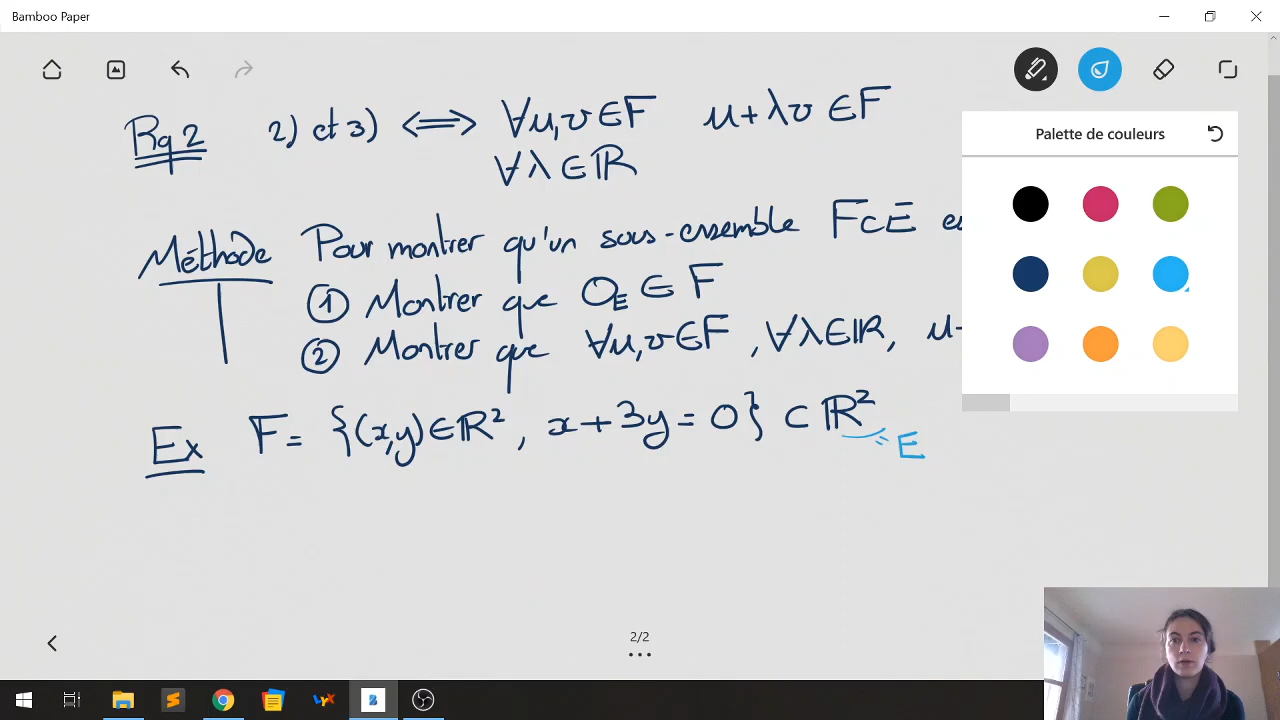 Bamboo Paper
Rq 2 2) et 3) ⟺ ∀u,v∈F u+λv ∈F
∀λ∈ℝ
Palette de couleurs
Méthode Pour montrer qu'un sous-ensemble F⊂E
① Montrer que 0_E ∈ F
② Montrer que ∀u,v∈F, ∀λ∈ℝ, u+
Ex F = {(x,y)∈ℝ², x+3y=0} ⊂ ℝ²
= E
2/2